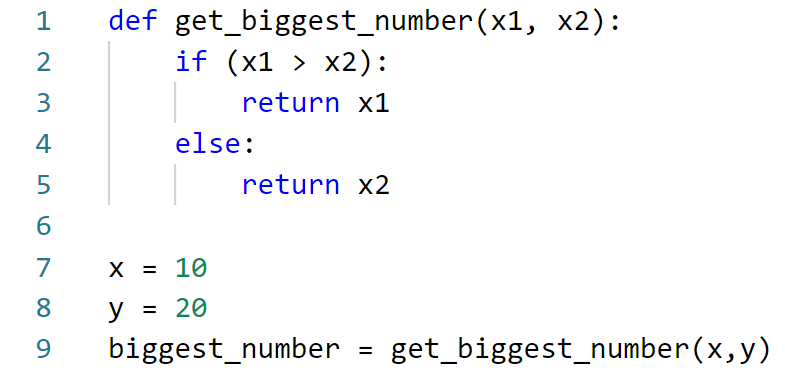 1 def get_biggest_number(x1, x2):
2     if (x1 > x2):
3         return x1
4     else:
5         return x2
6
7 x = 10
8 y = 20
9 biggest_number = get_biggest_number(x,y)